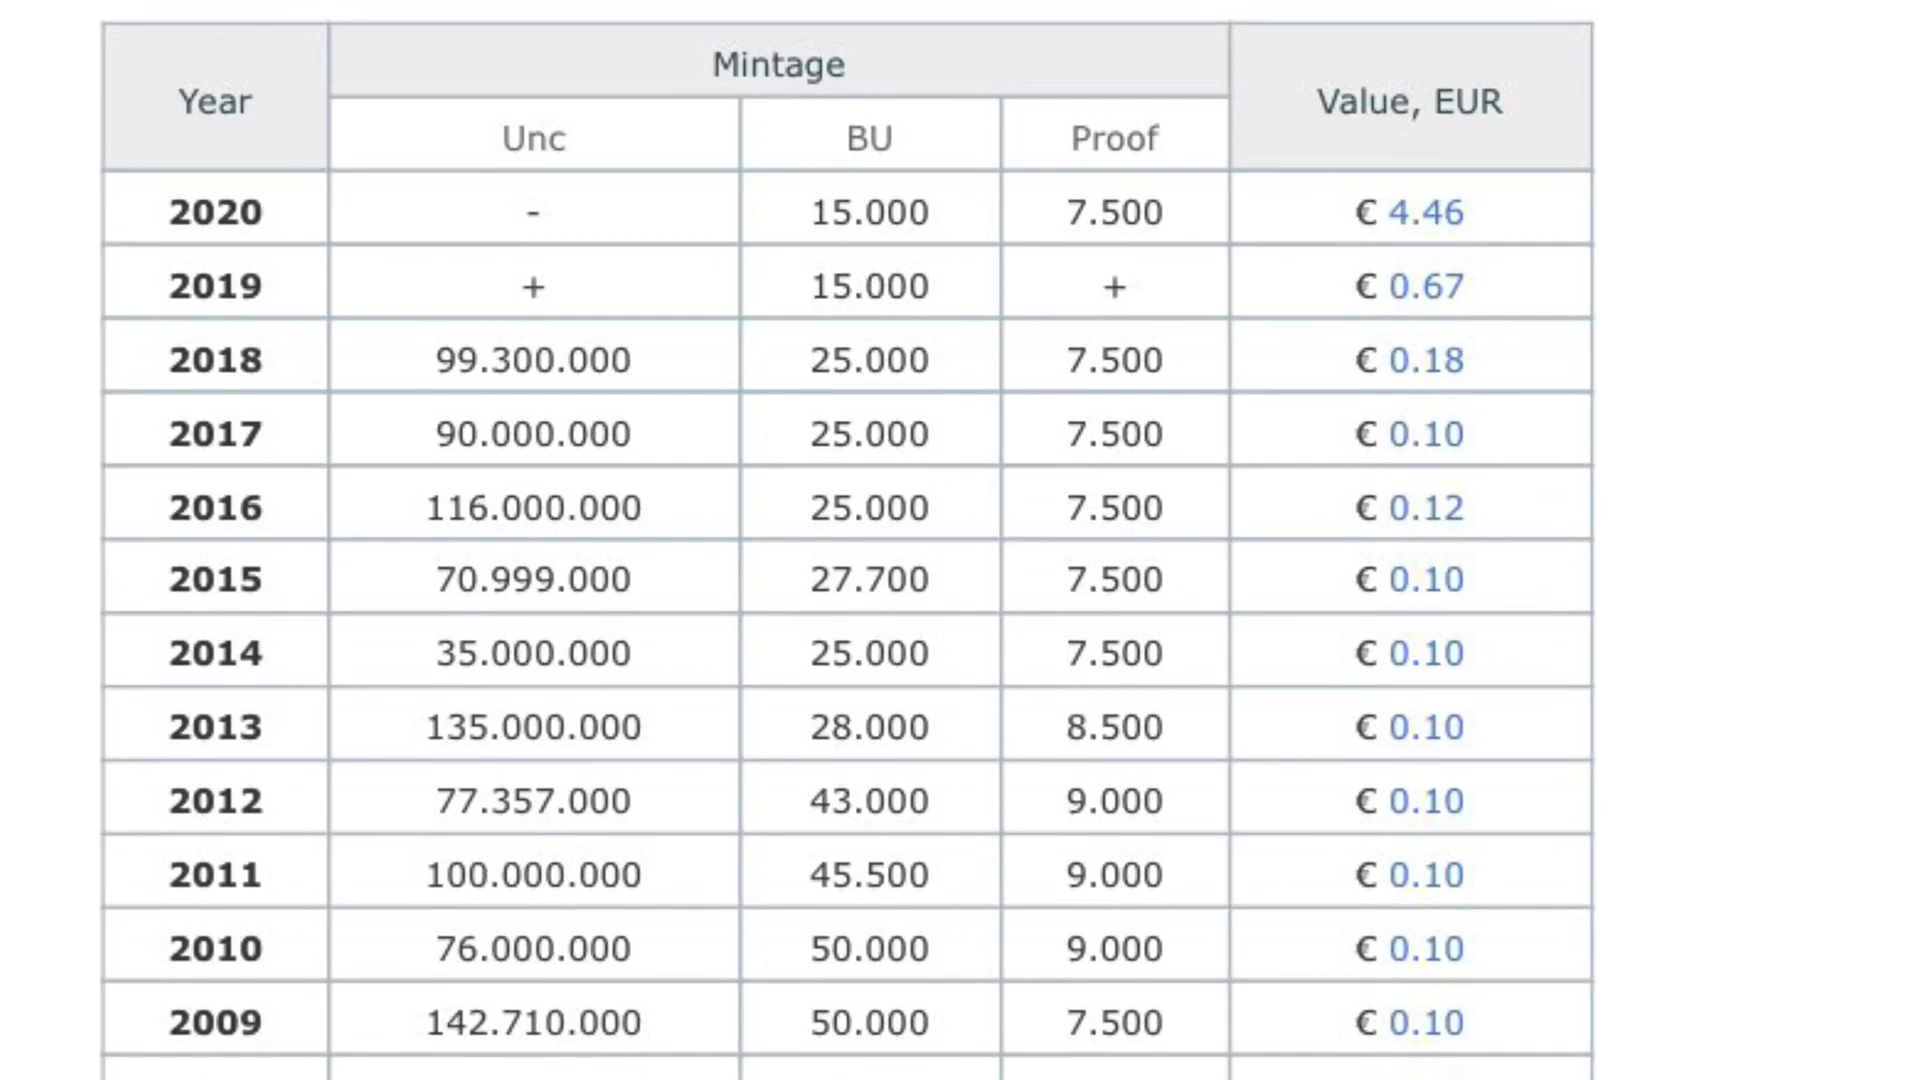 Year Mintage Value, EUR
Unc BU Proof
2020 - 15.000 7.500 € 4.46
2019 + 15.000 + € 0.67
2018 99.300.000 25.000 7.500 € 0.18
2017 90.000.000 25.000 7.500 € 0.10
2016 116.000.000 25.000 7.500 € 0.12
2015 70.999.000 27.700 7.500 € 0.10
2014 35.000.000 25.000 7.500 € 0.10
2013 135.000.000 28.000 8.500 € 0.10
2012 77.357.000 43.000 9.000 € 0.10
2011 100.000.000 45.500 9.000 € 0.10
2010 76.000.000 50.000 9.000 € 0.10
2009 142.710.000 50.000 7.500 € 0.10